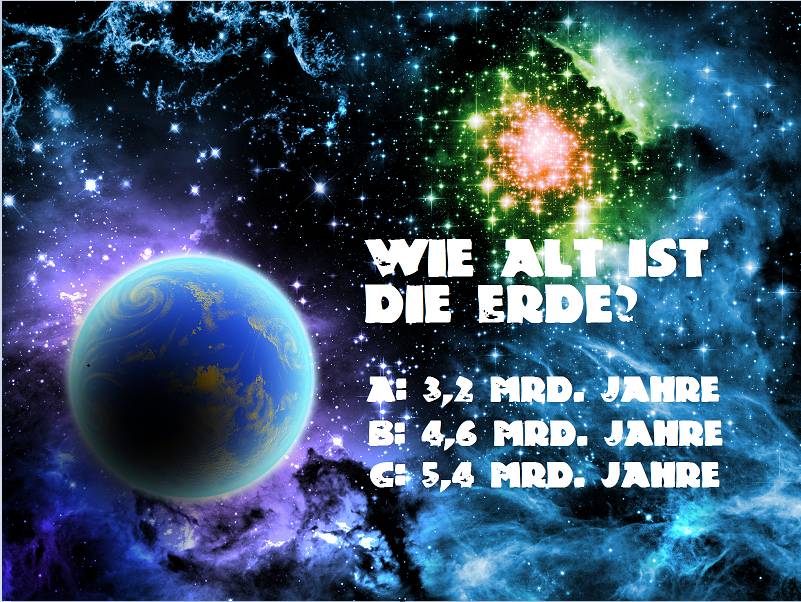 WIE ALT IST
DIE ERDE?
A: 3,2 MRD. JAHRE
B: 4,6 MRD. JAHRE
C: 5,4 MRD. JAHRE